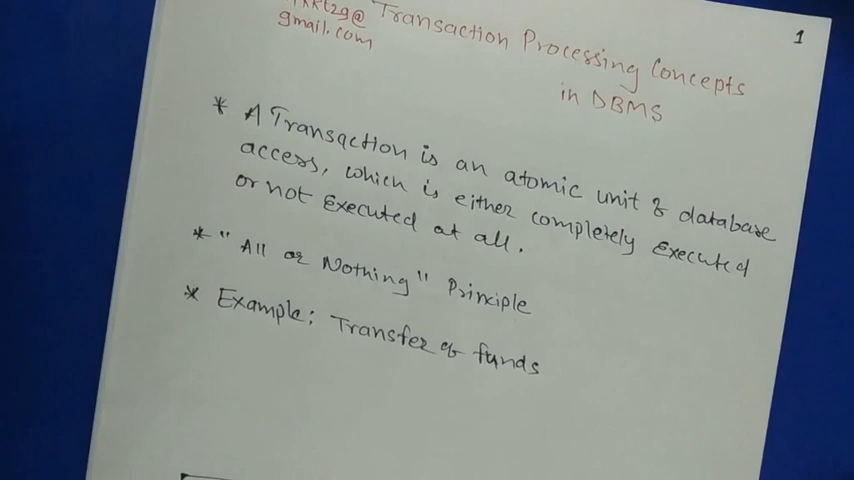 Transaction Processing Concepts
in DBMS
gmail.com
1
* A Transaction is an atomic unit of database
access, which is either completely executed
or not executed at all.
* "All or Nothing" Principle
* Example: Transfer of funds